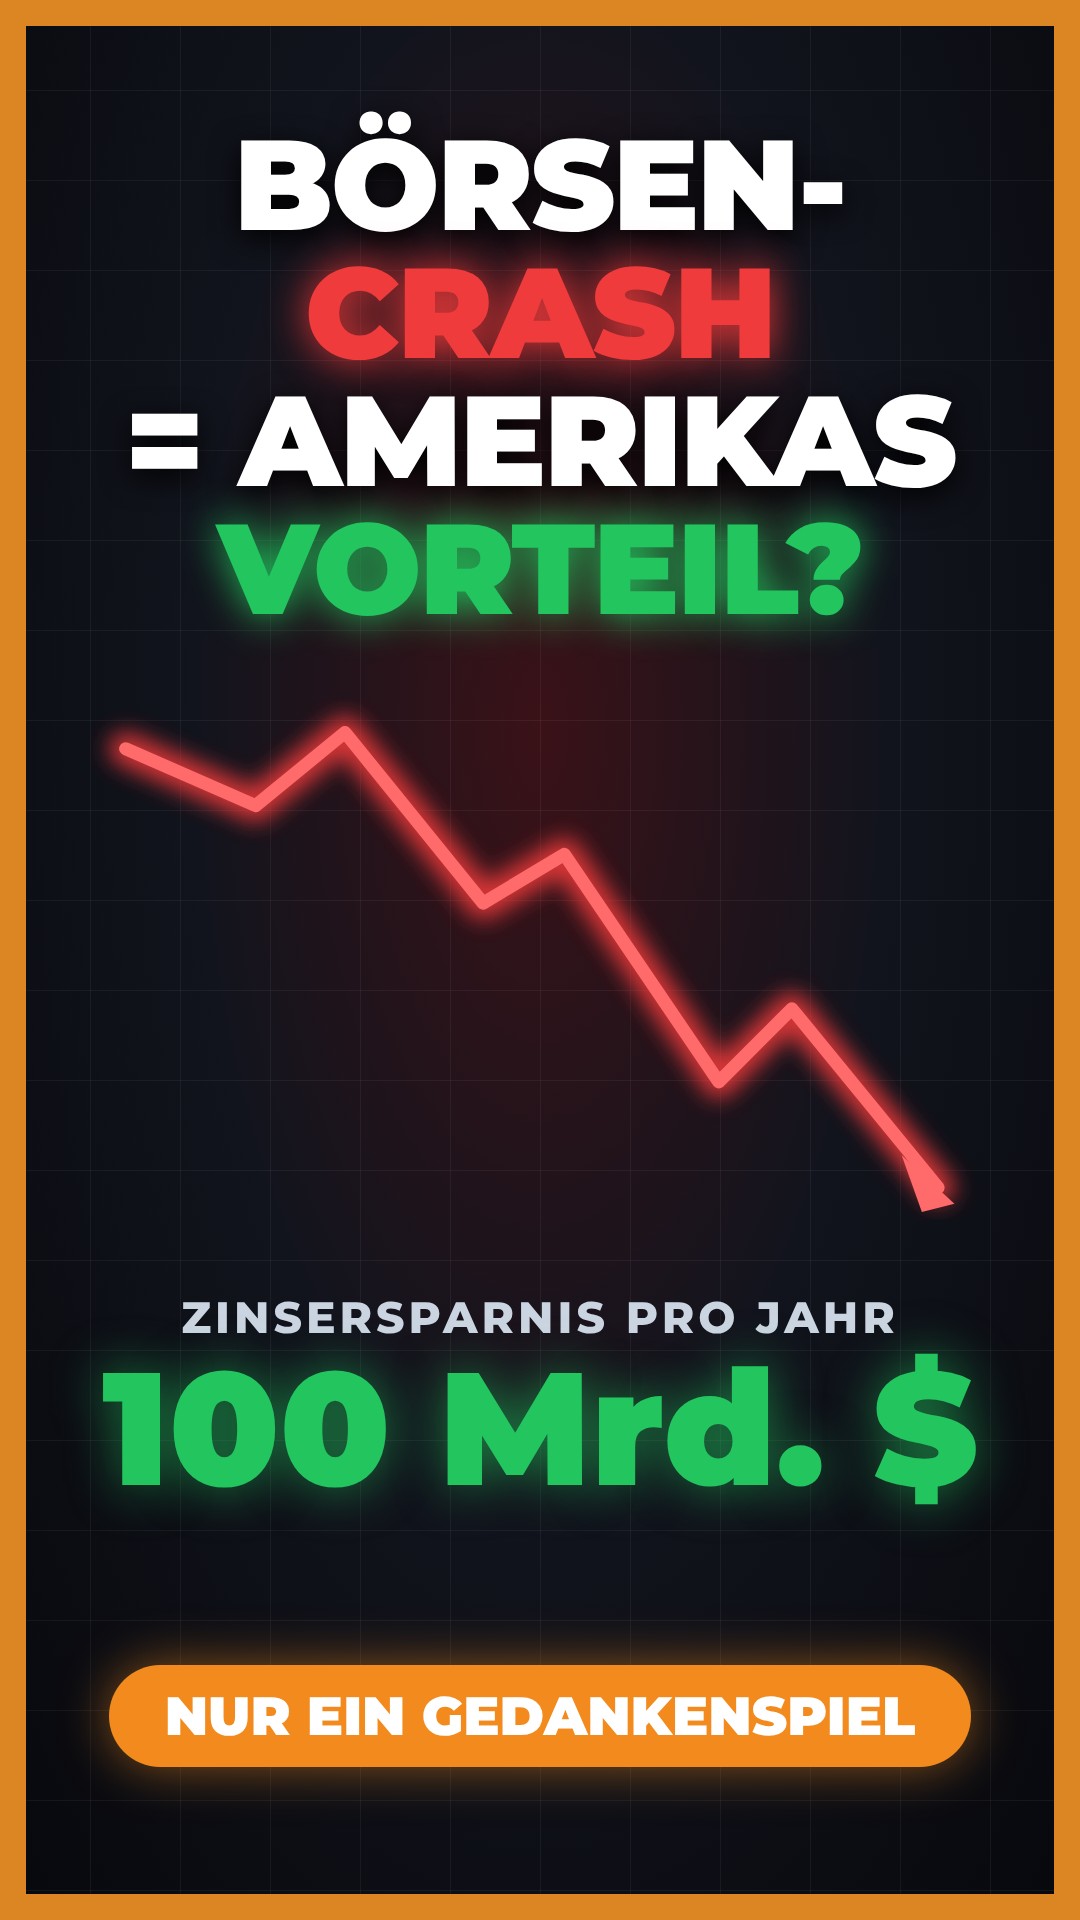 BÖRSEN-
CRASH
= AMERIKAS
VORTEIL?
ZINSERSPARNIS PRO JAHR
100 Mrd. $
NUR EIN GEDANKENSPIEL